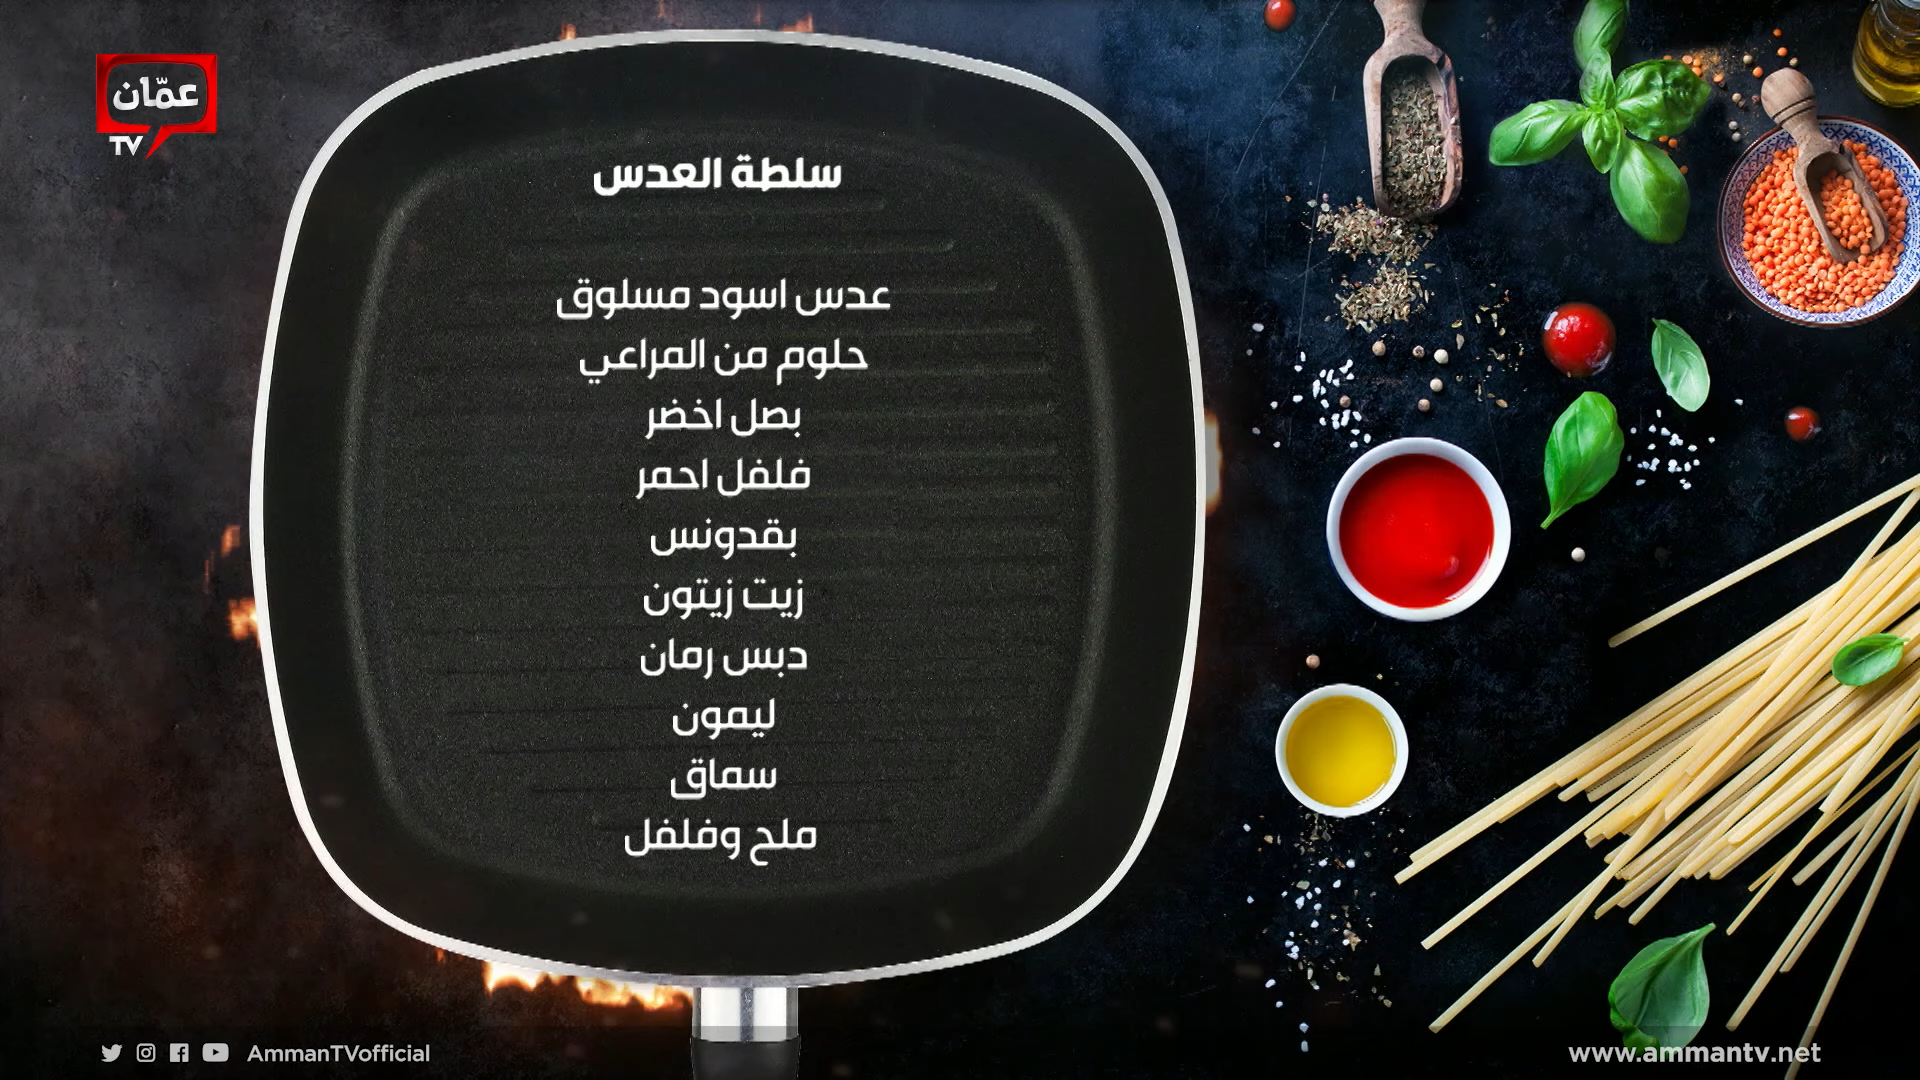 عمّان
TV
سلطة العدس
عدس اسود مسلوق
حلوم من المراعي
بصل اخضر
فلفل احمر
بقدونس
زيت زيتون
دبس رمان
ليمون
سماق
ملح وفلفل
AmmanTVofficial
www.ammantv.net